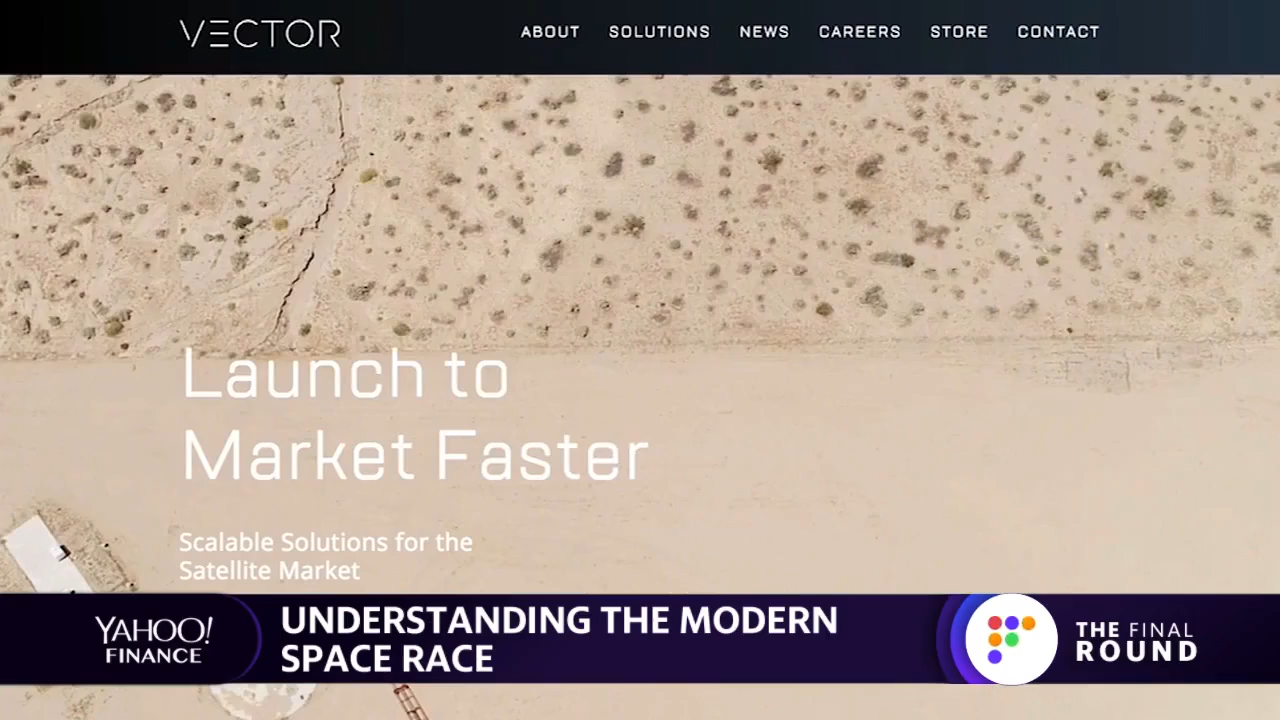 VECTOR
ABOUT SOLUTIONS NEWS CAREERS STORE CONTACT
Launch to
Market Faster
Scalable Solutions for the
Satellite Market
YAHOO!
FINANCE
UNDERSTANDING THE MODERN
SPACE RACE
THE FINAL
ROUND